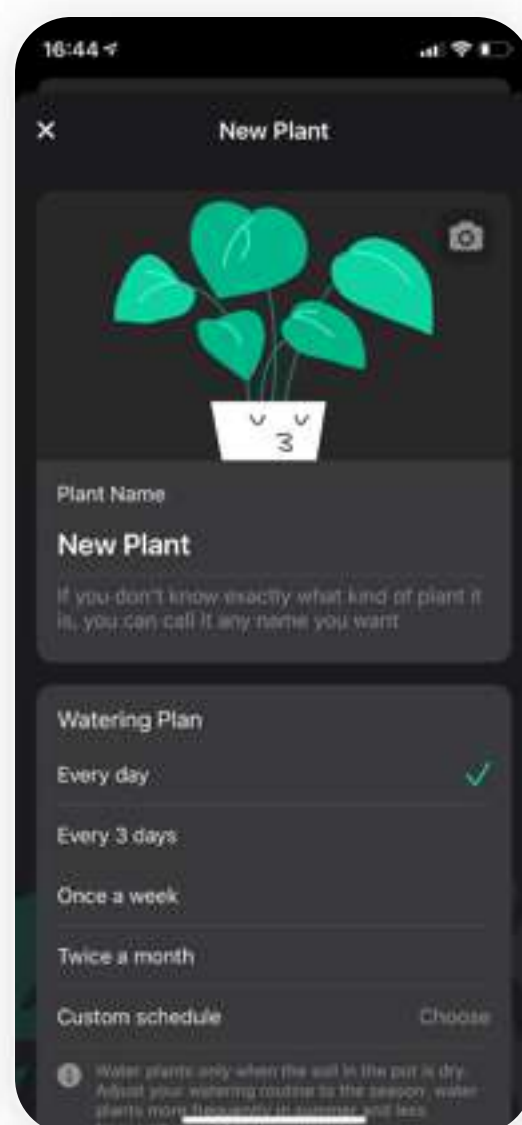 16:44
New Plant
Plant Name
New Plant
If you don't know exactly what kind of plant it
is, you can call it any name you want
Watering Plan
Every day
Every 3 days
Once a week
Twice a month
Custom schedule Choose
Water plants only when the soil in the pot is dry.
Adjust your watering routine to the season, water
plants more frequently in summer and less